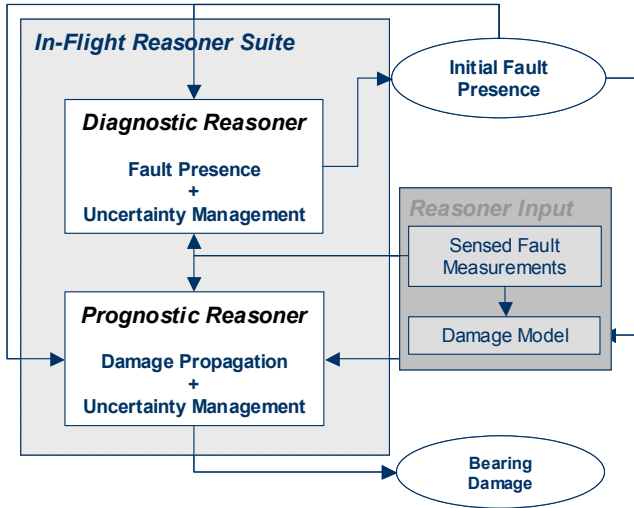 In-Flight Reasoner Suite
Initial Fault
Presence
Diagnostic Reasoner
Fault Presence
+
Uncertainty Management
Reasoner Input
Sensed Fault
Measurements
Damage Model
Prognostic Reasoner
Damage Propagation
+
Uncertainty Management
Bearing
Damage